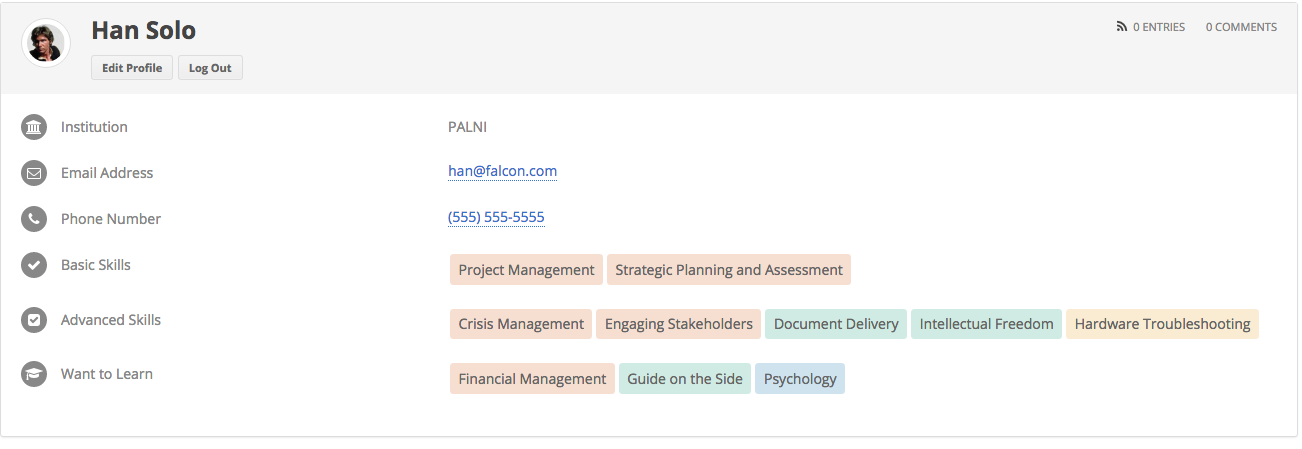 Han Solo
0 ENTRIES 0 COMMENTS
Edit Profile Log Out
Institution PALNI
Email Address han@falcon.com
Phone Number (555) 555-5555
Basic Skills Project Management Strategic Planning and Assessment
Advanced Skills Crisis Management Engaging Stakeholders Document Delivery Intellectual Freedom Hardware Troubleshooting
Want to Learn Financial Management Guide on the Side Psychology